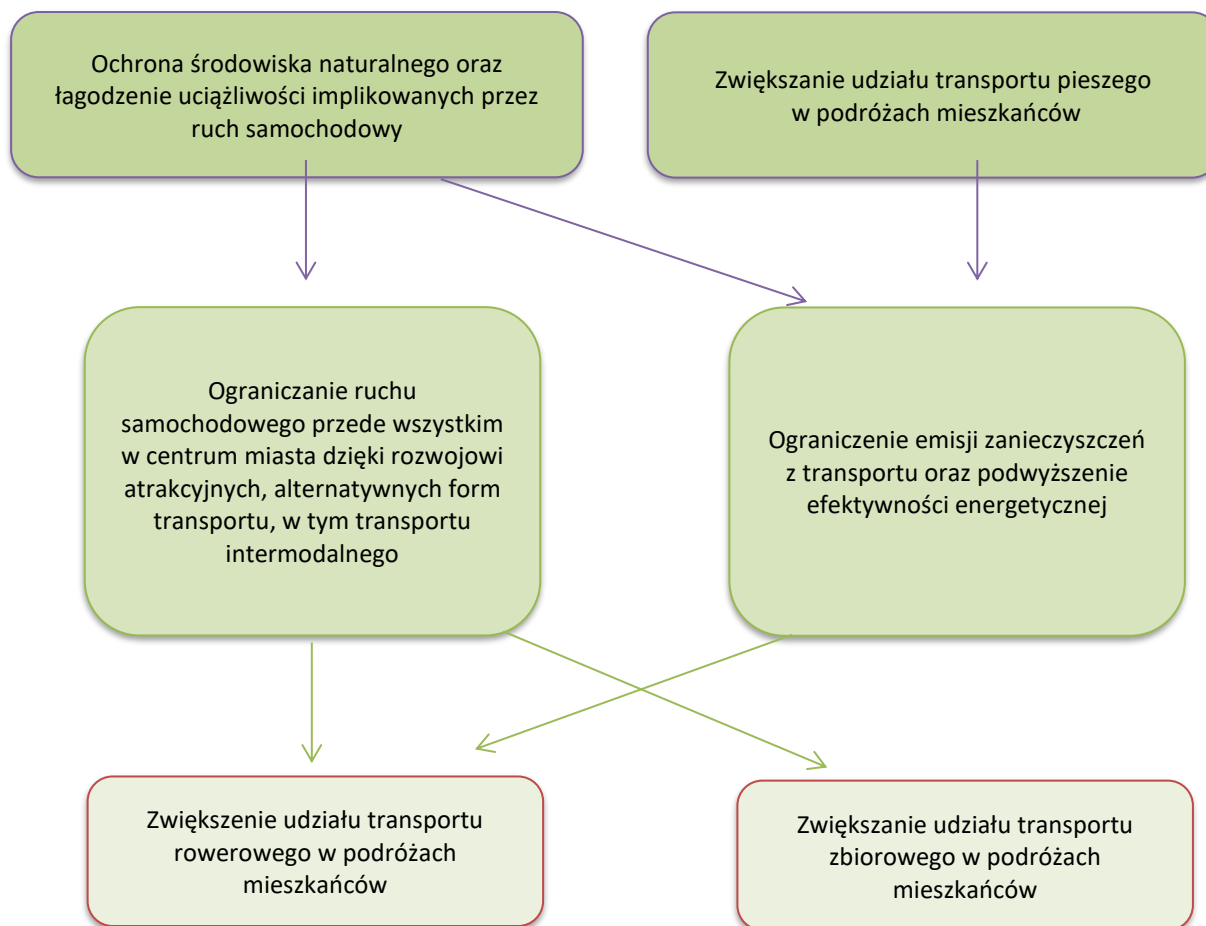 Ochrona środowiska naturalnego oraz
łagodzenie uciążliwości implikowanych przez
ruch samochodowy
Zwiększanie udziału transportu pieszego
w podróżach mieszkańców
Ograniczanie ruchu
samochodowego przede wszystkim
w centrum miasta dzięki rozwojowi
atrakcyjnych, alternatywnych form
transportu, w tym transportu
intermodalnego
Ograniczenie emisji zanieczyszczeń
z transportu oraz podwyższenie
efektywności energetycznej
Zwiększenie udziału transportu
rowerowego w podróżach
mieszkańców
Zwiększanie udziału transportu
zbiorowego w podróżach
mieszkańców